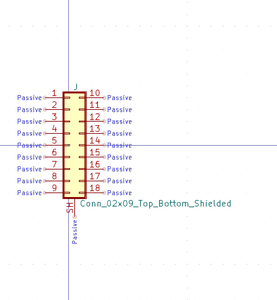 J
Passive 1 10 Passive
Passive 2 11 Passive
Passive 3 12 Passive
Passive 4 13 Passive
Passive 5 14 Passive
Passive 6 15 Passive
Passive 7 16 Passive
Passive 8 17 Passive
Passive 9 18 Passive
SH
Conn_02x09_Top_Bottom_Shielded
Passive